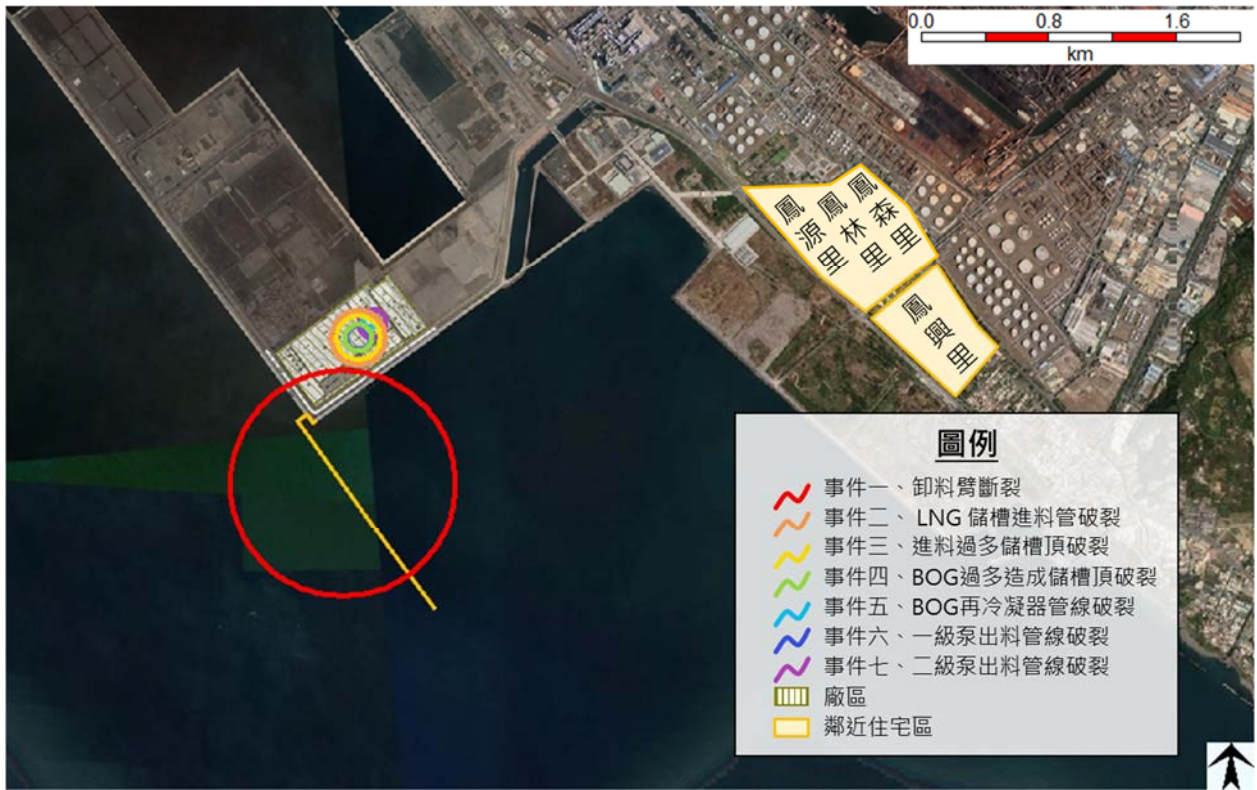 0.0 0.8 1.6
km
鳳源里
鳳林里
鳳森里
鳳興里
圖例
事件一、卸料臂斷裂
事件二、LNG 儲槽進料管破裂
事件三、進料過多儲槽頂破裂
事件四、BOG過多造成儲槽頂破裂
事件五、BOG再冷凝器管線破裂
事件六、一級泵出料管線破裂
事件七、二級泵出料管線破裂
廠區
鄰近住宅區